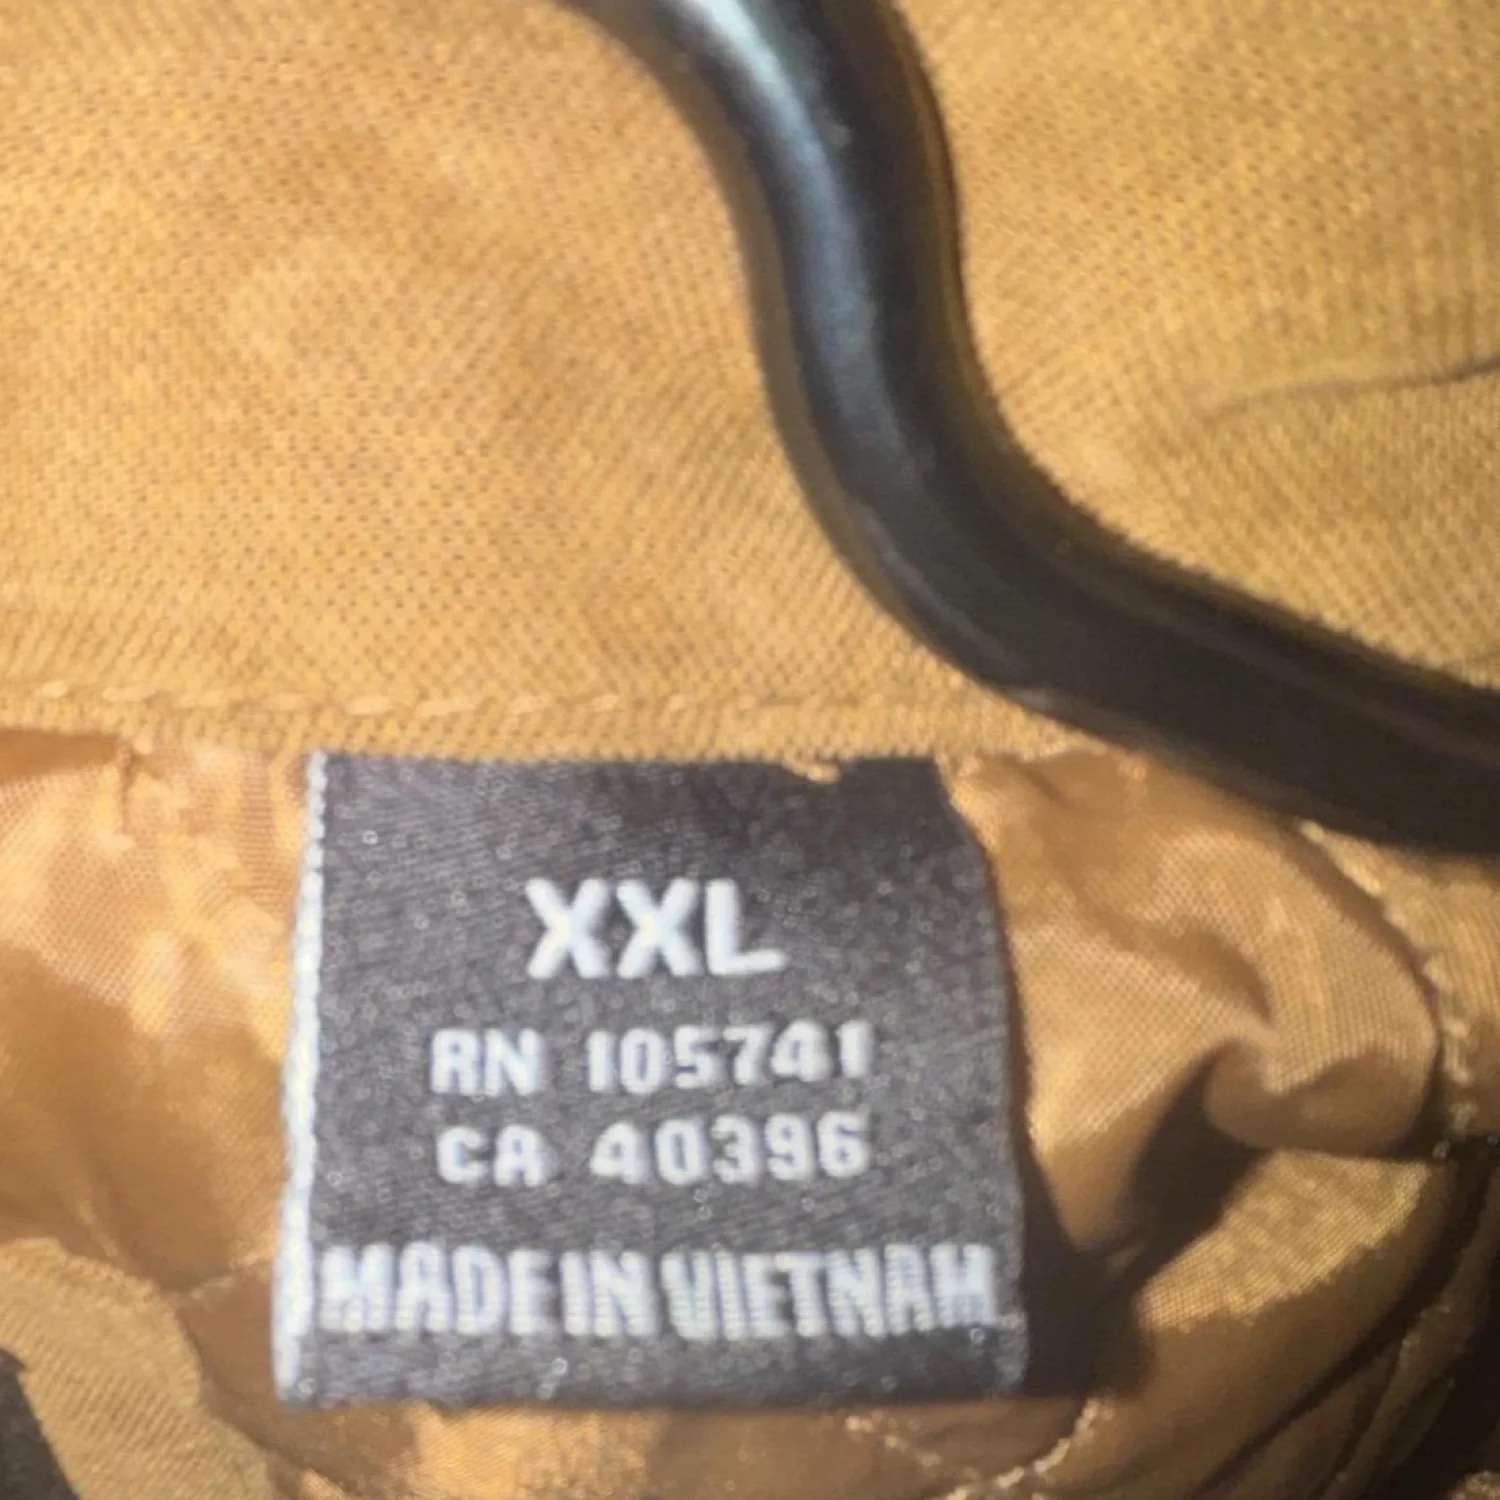 XXL
RN 105741
CA 40396
MADE IN VIETNAM